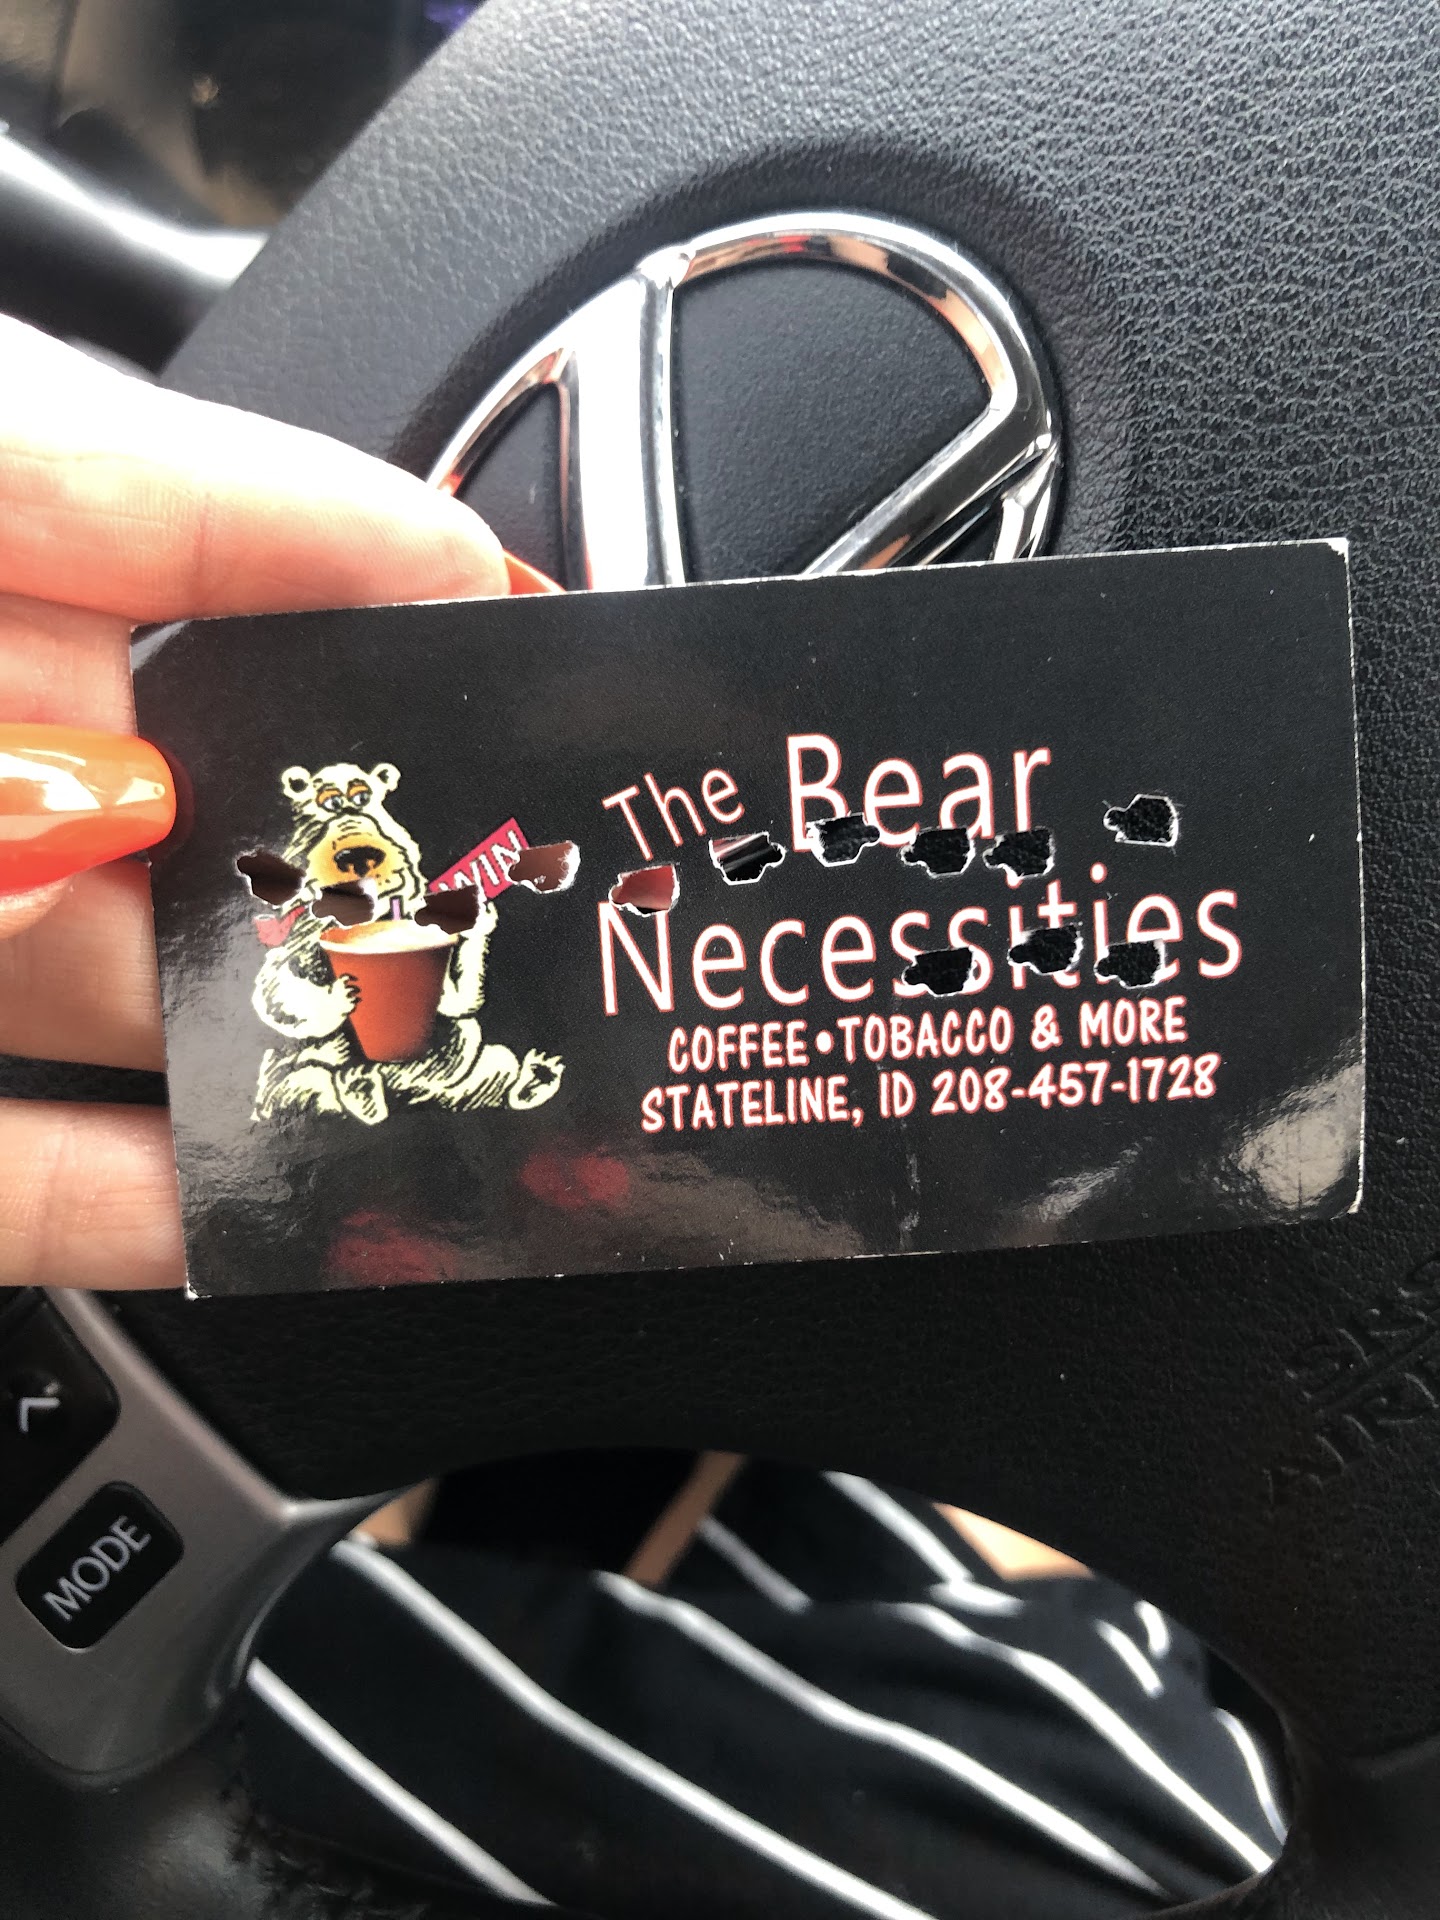 The Bear
Necessities
COFFEE•TOBACCO & MORE
STATELINE, ID 208-457-1728
WIN
MODE